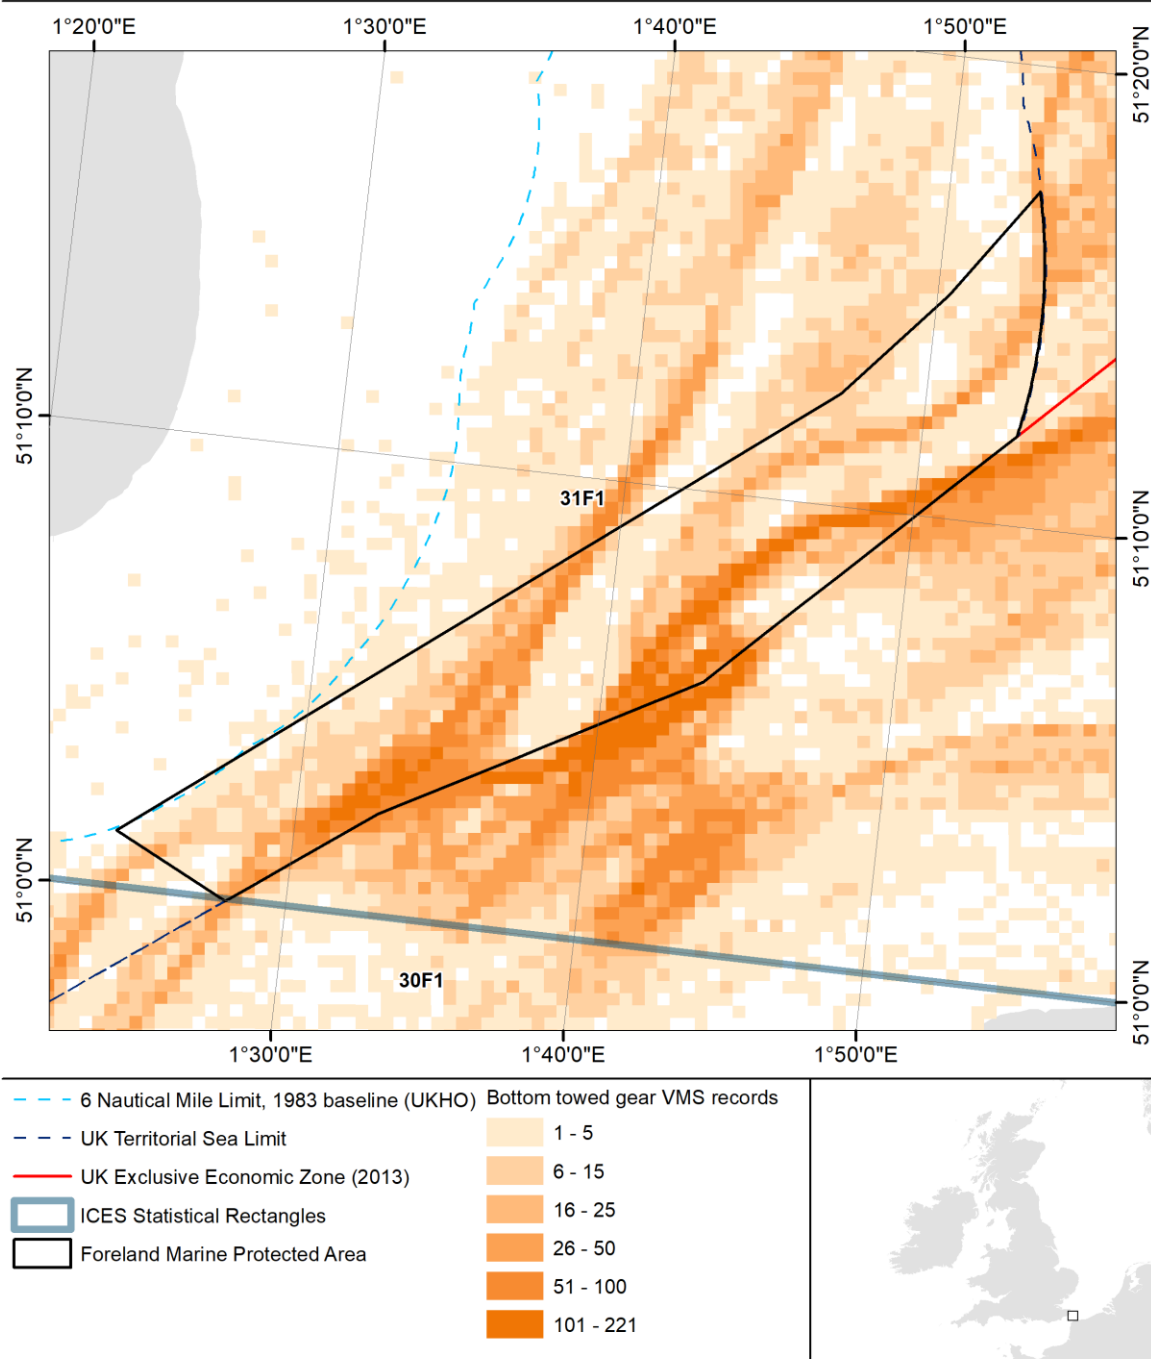 1°20'0"E 1°30'0"E 1°40'0"E 1°50'0"E
51°20'0"N
51°10'0"N
31F1
51°10'0"N
51°0'0"N
30F1
51°0'0"N
1°30'0"E 1°40'0"E 1°50'0"E
6 Nautical Mile Limit, 1983 baseline (UKHO)
UK Territorial Sea Limit
UK Exclusive Economic Zone (2013)
ICES Statistical Rectangles
Foreland Marine Protected Area
Bottom towed gear VMS records
1 - 5
6 - 15
16 - 25
26 - 50
51 - 100
101 - 221